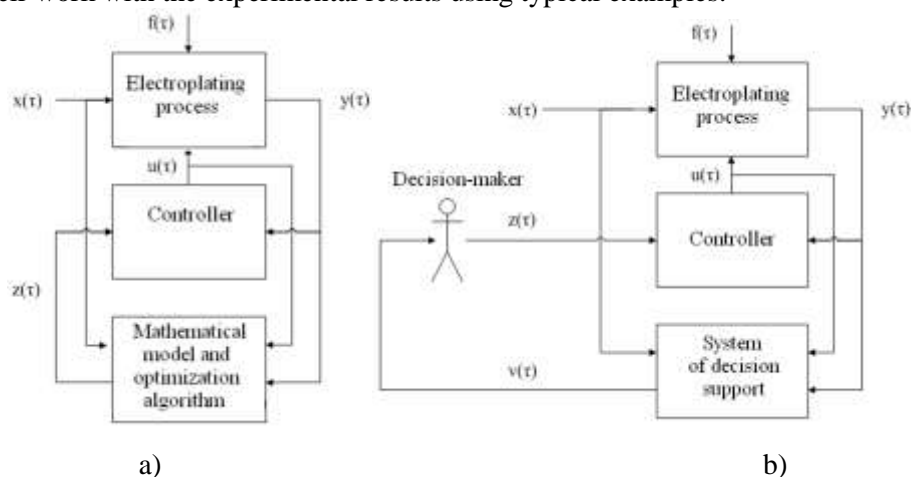 eir work with the experimental results using typical examples.
f(τ)
Electroplating
process
x(τ)
y(τ)
u(τ)
Controller
z(τ)
Mathematical
model and
optimization
algorithm
a)
f(τ)
Electroplating
process
x(τ)
y(τ)
u(τ)
Decision-maker
z(τ)
Controller
System
of decision
support
v(τ)
b)